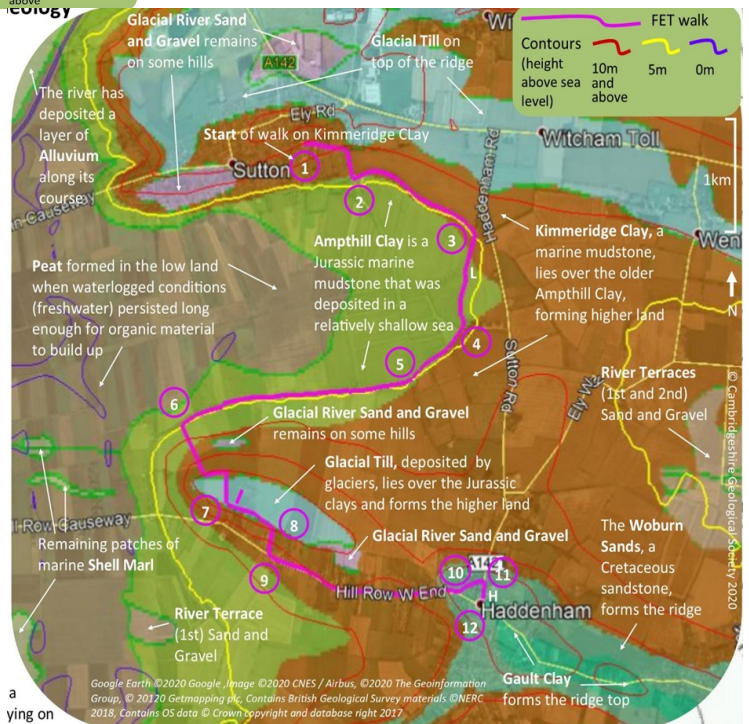 above
eology
Glacial River Sand
and Gravel remains
on some hills
A142
Glacial Till on
top of the ridge
FET walk
Contours
(height
above sea
level)
10m
and
above
5m
0m
The river has
deposited a
layer of
Alluvium
along its
course
Ely Rd
Start of walk on Kimmeridge Clay
Witcham Toll
1
Sutton
2
Haddenham Rd
1km
Causeway
Ampthill Clay is a
Jurassic marine
mudstone that was
deposited in a
relatively shallow sea
3
L
Kimmeridge Clay, a
marine mudstone,
lies over the older
Ampthill Clay,
forming higher land
Went
N
Peat formed in the low land
when waterlogged conditions
(freshwater) persisted long
enough for organic material
to build up
4
5
Sutton Rd
6
River Terraces
(1st and 2nd)
Sand and Gravel
Glacial River Sand and Gravel
remains on some hills
Glacial Till, deposited by
glaciers, lies over the Jurassic
clays and forms the higher land
7
8
ll Row Causeway
Remaining patches of
marine Shell Marl
Glacial River Sand and Gravel
The Woburn
Sands, a
Cretaceous
sandstone,
forms the ridge
9
Hill Row W End
10
11
H
Haddenham
12
River Terrace
(1st) Sand and
Gravel
Gault Clay
forms the ridge top
© Cambridgeshire Geological Society 2020
Google Earth ©2020 Google ,Image ©2020 CNES / Airbus, ©2020 The Geoinformation
Group, © 20120 Getmapping plc, Contains British Geological Survey materials ©NERC
2018, Contains OS data © Crown copyright and database right 2017
a
ying on